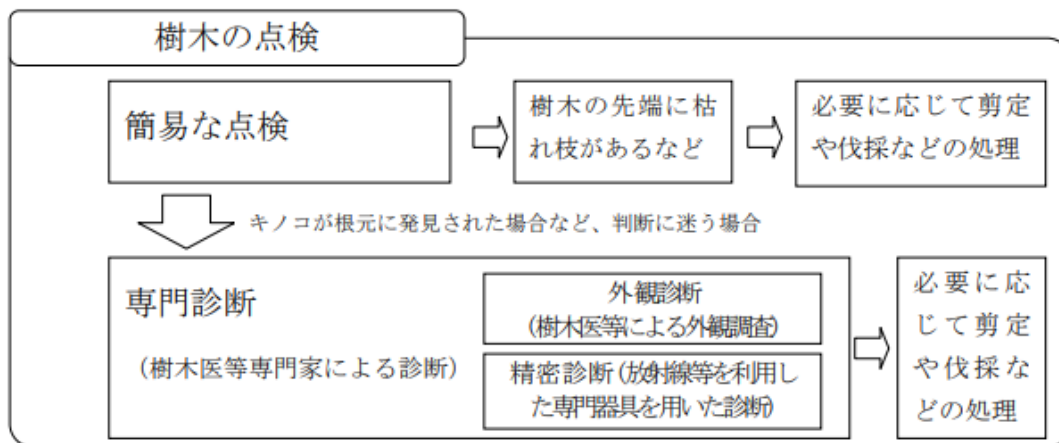 樹木の点検
簡易な点検
樹木の先端に枯
れ枝があるなど
必要に応じて剪定
や伐採などの処理
キノコが根元に発見された場合など、判断に迷う場合
専門診断
(樹木医等専門家による診断)
外観診断
(樹木医等による外観調査)
精密診断(放射線等を利用し
た専門器具を用いた診断)
必要に応
じて剪定
や伐採な
どの処理